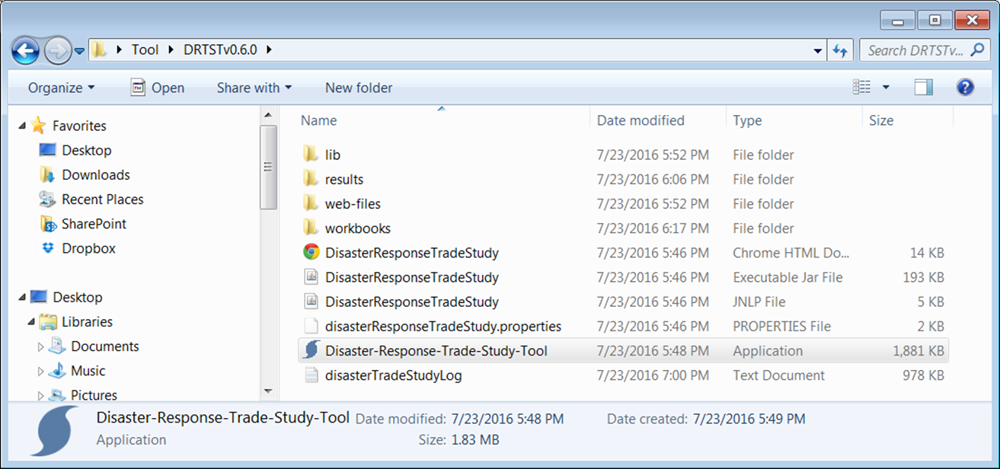 Tool DRTSTv0.6.0 Search DRTSTv...
Organize Open Share with New folder
Favorites
Desktop
Downloads
Recent Places
SharePoint
Dropbox
Desktop
Libraries
Documents
Music
Pictures
Name Date modified Type Size
lib 7/23/2016 5:52 PM File folder
results 7/23/2016 6:06 PM File folder
web-files 7/23/2016 5:52 PM File folder
workbooks 7/23/2016 6:17 PM File folder
DisasterResponseTradeStudy 7/23/2016 5:46 PM Chrome HTML Do... 14 KB
DisasterResponseTradeStudy 7/23/2016 5:46 PM Executable Jar File 193 KB
DisasterResponseTradeStudy 7/23/2016 5:46 PM JNLP File 5 KB
disasterResponseTradeStudy.properties 7/23/2016 5:46 PM PROPERTIES File 2 KB
Disaster-Response-Trade-Study-Tool 7/23/2016 5:48 PM Application 1,881 KB
disasterTradeStudyLog 7/23/2016 7:00 PM Text Document 978 KB
Disaster-Response-Trade-Study-Tool Date modified: 7/23/2016 5:48 PM Date created: 7/23/2016 5:49 PM
Application Size: 1.83 MB